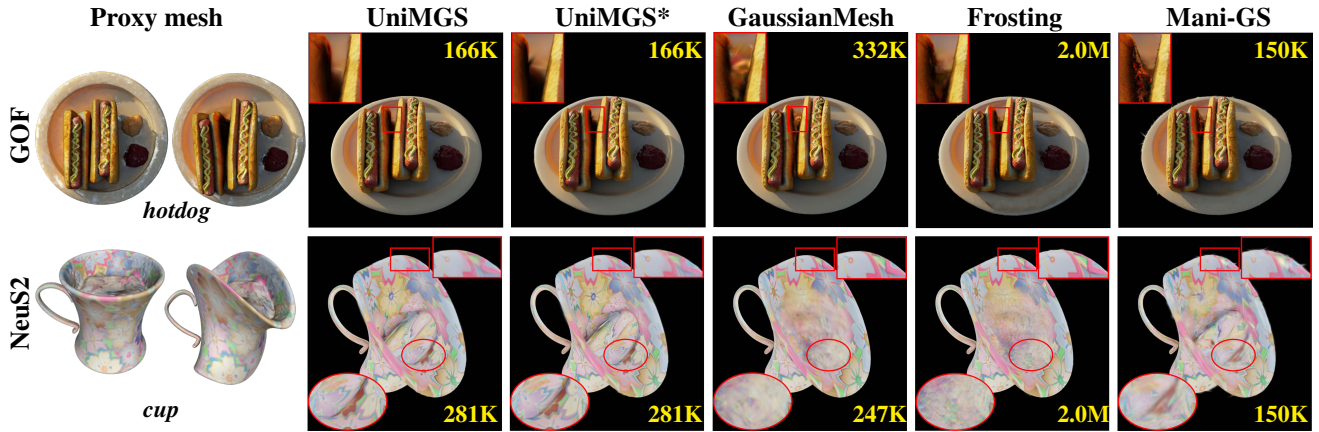 Proxy mesh UniMGS UniMGS* GaussianMesh Frosting Mani-GS
GOF
166K 166K 332K 2.0M 150K
hotdog
NeuS2
cup
281K 281K 247K 2.0M 150K